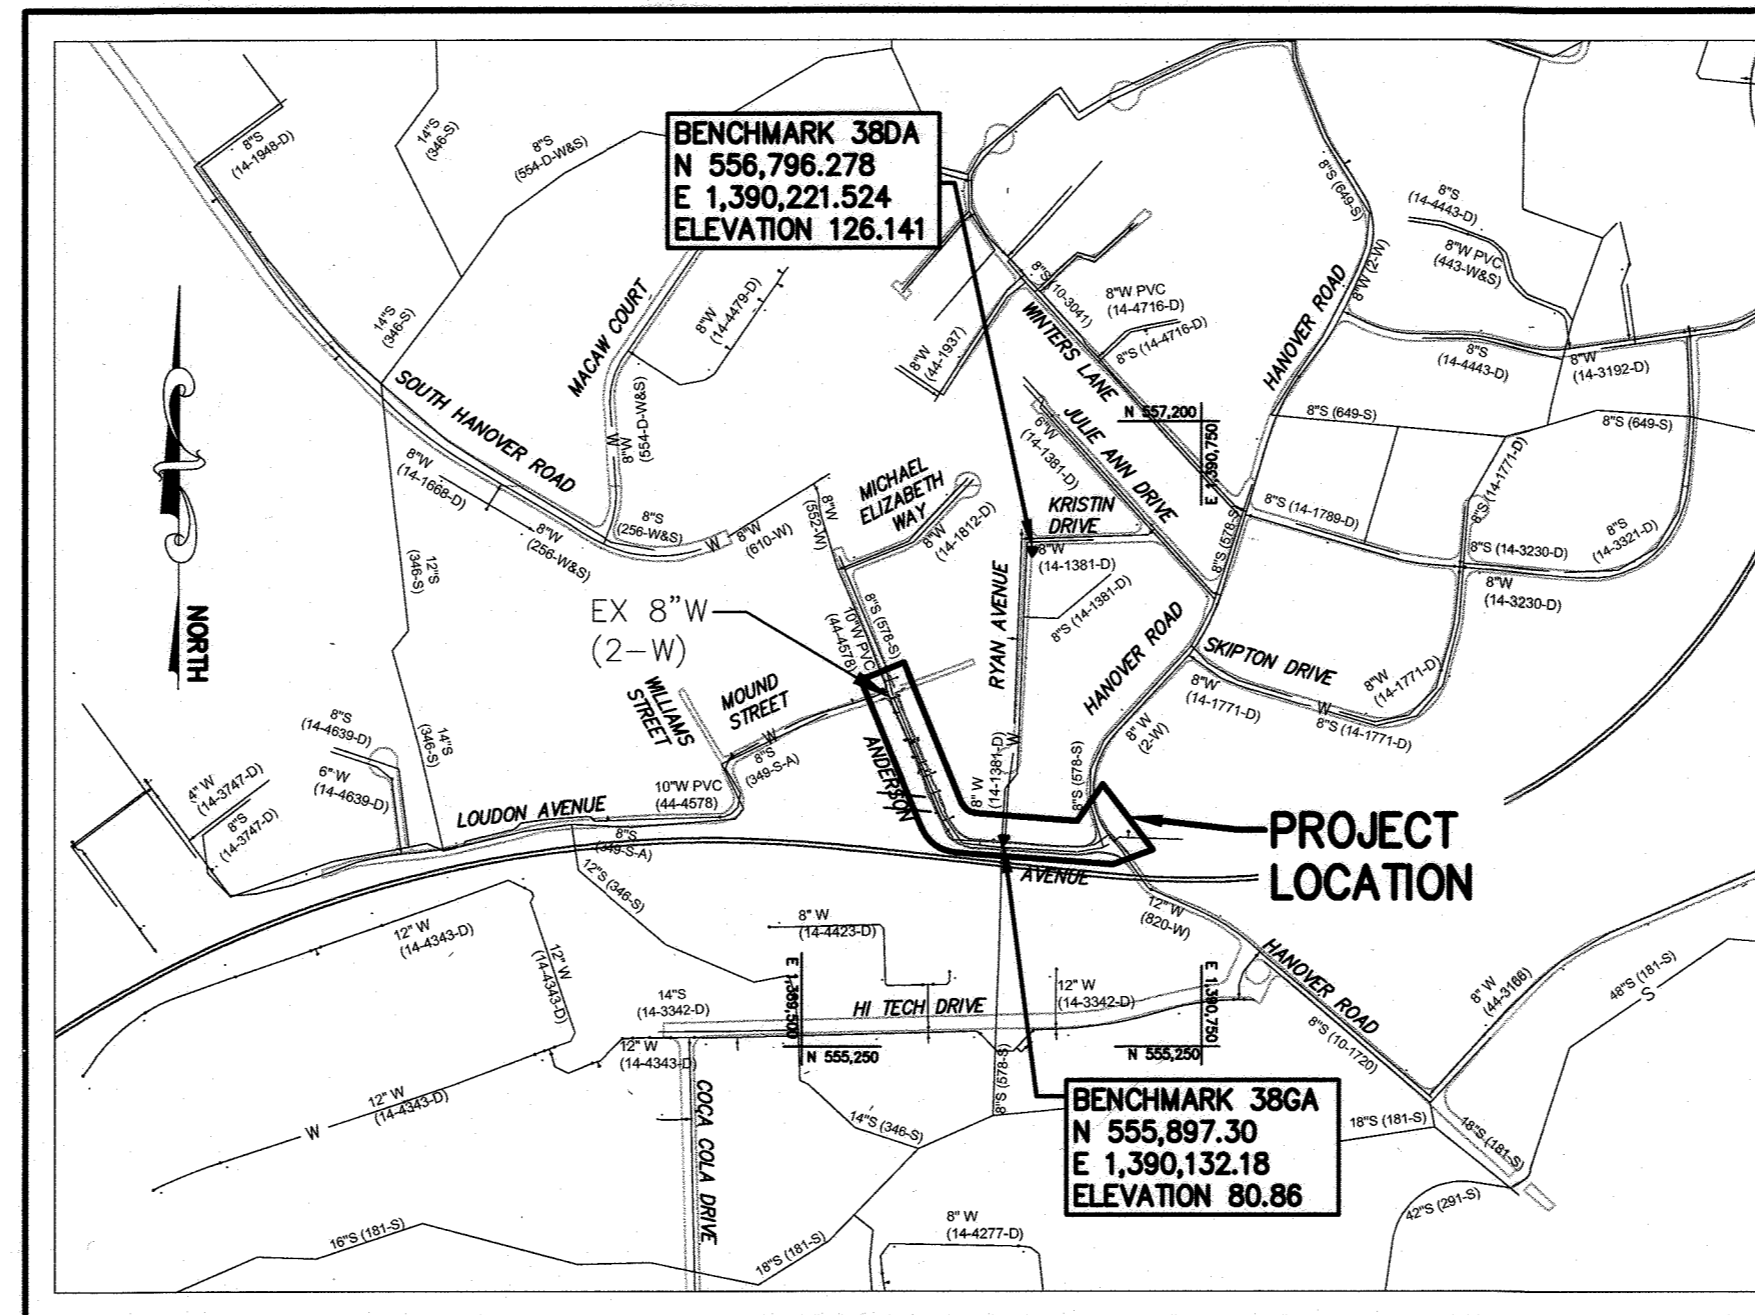 BENCHMARK 38DA
N 556,796.278
E 1,390,221.524
ELEVATION 126.141
8"S
(14-1948-D)
14"S
(346-S)
8"S
(554-D-W&S)
8"S (649-S)
8"S
(14-4443-D)
8"W PVC
(443-W&S)
8"W (2-W)
HANOVER ROAD
8"S
(10-3041)
8"W PVC
(14-4716-D)
8"S (14-4716-D)
WINTERS LANE
8"W
(44-1937)
MACAW COURT
8"W
(14-4479-D)
14"S
(346-S)
8"S
(14-4443-D)
8"W
(14-3192-D)
SOUTH HANOVER ROAD
W
8"W
(554-D-W&S)
N 557,200
E 1,390,750
8"S (649-S)
8"S (649-S)
JULIE ANN DRIVE
6"W
(14-1381-D)
8"W
(14-1668-D)
MICHAEL
ELIZABETH
WAY
8"W
(14-1812-D)
KRISTIN
DRIVE
8"S (14-1789-D)
8"S
(14-1771-D)
8"S
(14-3321-D)
8"S
(256-W&S)
8"W
(256-W&S)
W
8"W
(610-W)
8"W
(552-W)
8"W
(14-1381-D)
8"S (578-S)
8"S (14-3230-D)
8"W
(14-3230-D)
12"S
(346-S)
NORTH
EX 8"W
(2-W)
8"S (578-S)
10"W PVC
(44-4578)
RYAN AVENUE
8"S (14-1381-D)
HANOVER ROAD
SKIPTON DRIVE
8"W
(14-1771-D)
8"W
(14-1771-D)
W
8"S (14-1771-D)
WILLIAMS
STREET
MOUND
STREET
W
8"S
(349-S-A)
ANDERSON
AVENUE
8" W
(14-1381-D)
W
8" W
(2-W)
8"S (578-S)
8"S
(14-4639-D)
6"W
(14-4639-D)
14"S
(346-S)
4" W
(14-3747-D)
8"S
(14-3747-D)
LOUDON AVENUE
10"W PVC
(44-4578)
8"S
(349-S-A)
12"S (346-S)
PROJECT
LOCATION
12" W
(820-W)
12" W
(14-4343-D)
12" W
(14-4343-D)
8" W
(14-4423-D)
HANOVER ROAD
8" W
(44-3166)
48"S (181-S)
S
14"S
(14-3342-D)
E 1,389,500
N 555,250
HI TECH DRIVE
12" W
(14-3342-D)
E 1,390,750
N 555,250
8"S (10-1720)
12" W
(14-4343-D)
12" W
(14-4343-D)
W
COCA COLA DRIVE
14"S (346-S)
8"S (578-S)
BENCHMARK 38GA
N 555,897.30
E 1,390,132.18
ELEVATION 80.86
18"S (181-S)
18"S (181-S)
16"S (181-S)
18"S (181-S)
8" W
(14-4277-D)
42"S (291-S)